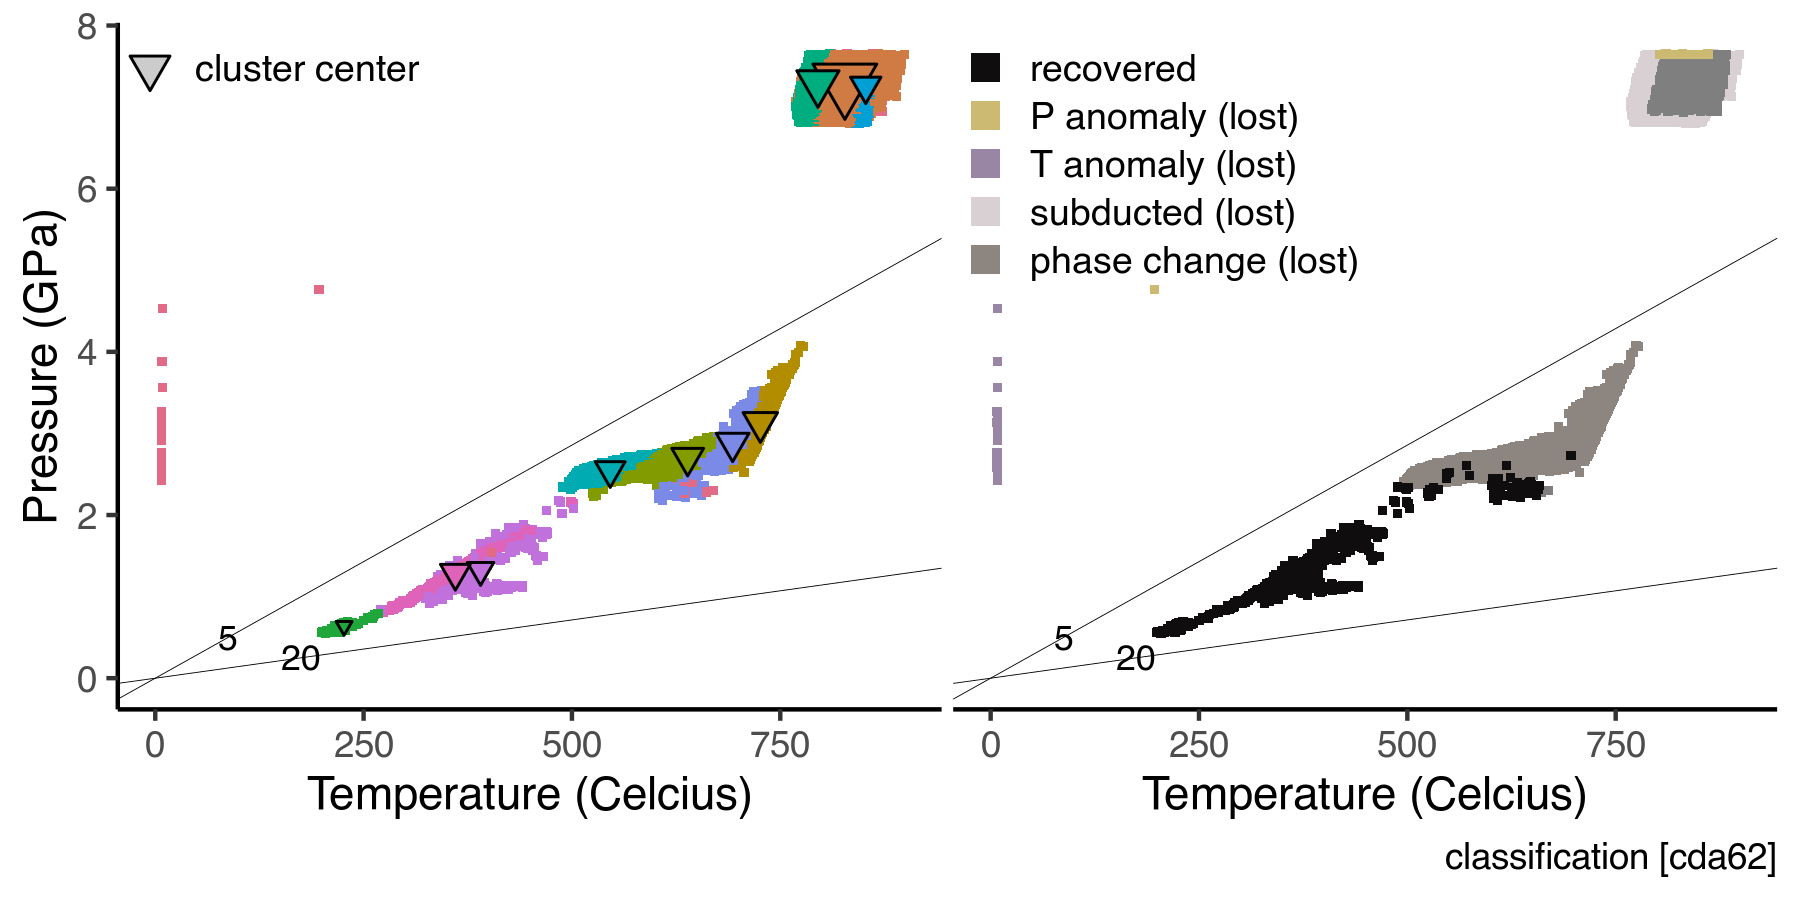 8
6
4
2
0
Pressure (GPa)
cluster center
5
20
0
250
500
750
Temperature (Celcius)
recovered
P anomaly (lost)
T anomaly (lost)
subducted (lost)
phase change (lost)
5
20
0
250
500
750
Temperature (Celcius)
classification [cda62]